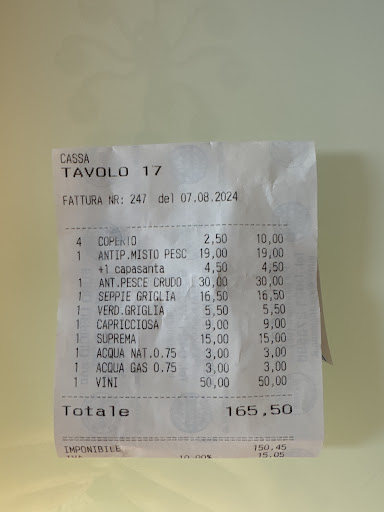 CASSA
TAVOLO 17
FATTURA NR: 247 del 07.08.2024
4 COPERTO 2,50 10,00
1 ANTIP.MISTO PESC 19,00 19,00
+1 capasanta 4,50 4,50
1 ANT.PESCE CRUDO 30,00 30,00
1 SEPPIE GRIGLIA 16,50 16,50
1 VERD.GRIGLIA 5,50 5,50
1 CAPRICCIOSA 9,00 9,00
1 SUPREMA 15,00 15,00
1 ACQUA NAT.0.75 3,00 3,00
1 ACQUA GAS 0.75 3,00 3,00
1 VINI 50,00 50,00
Totale 165,50
IMPONIBILE 150,45
IVA 10.00% 15,05